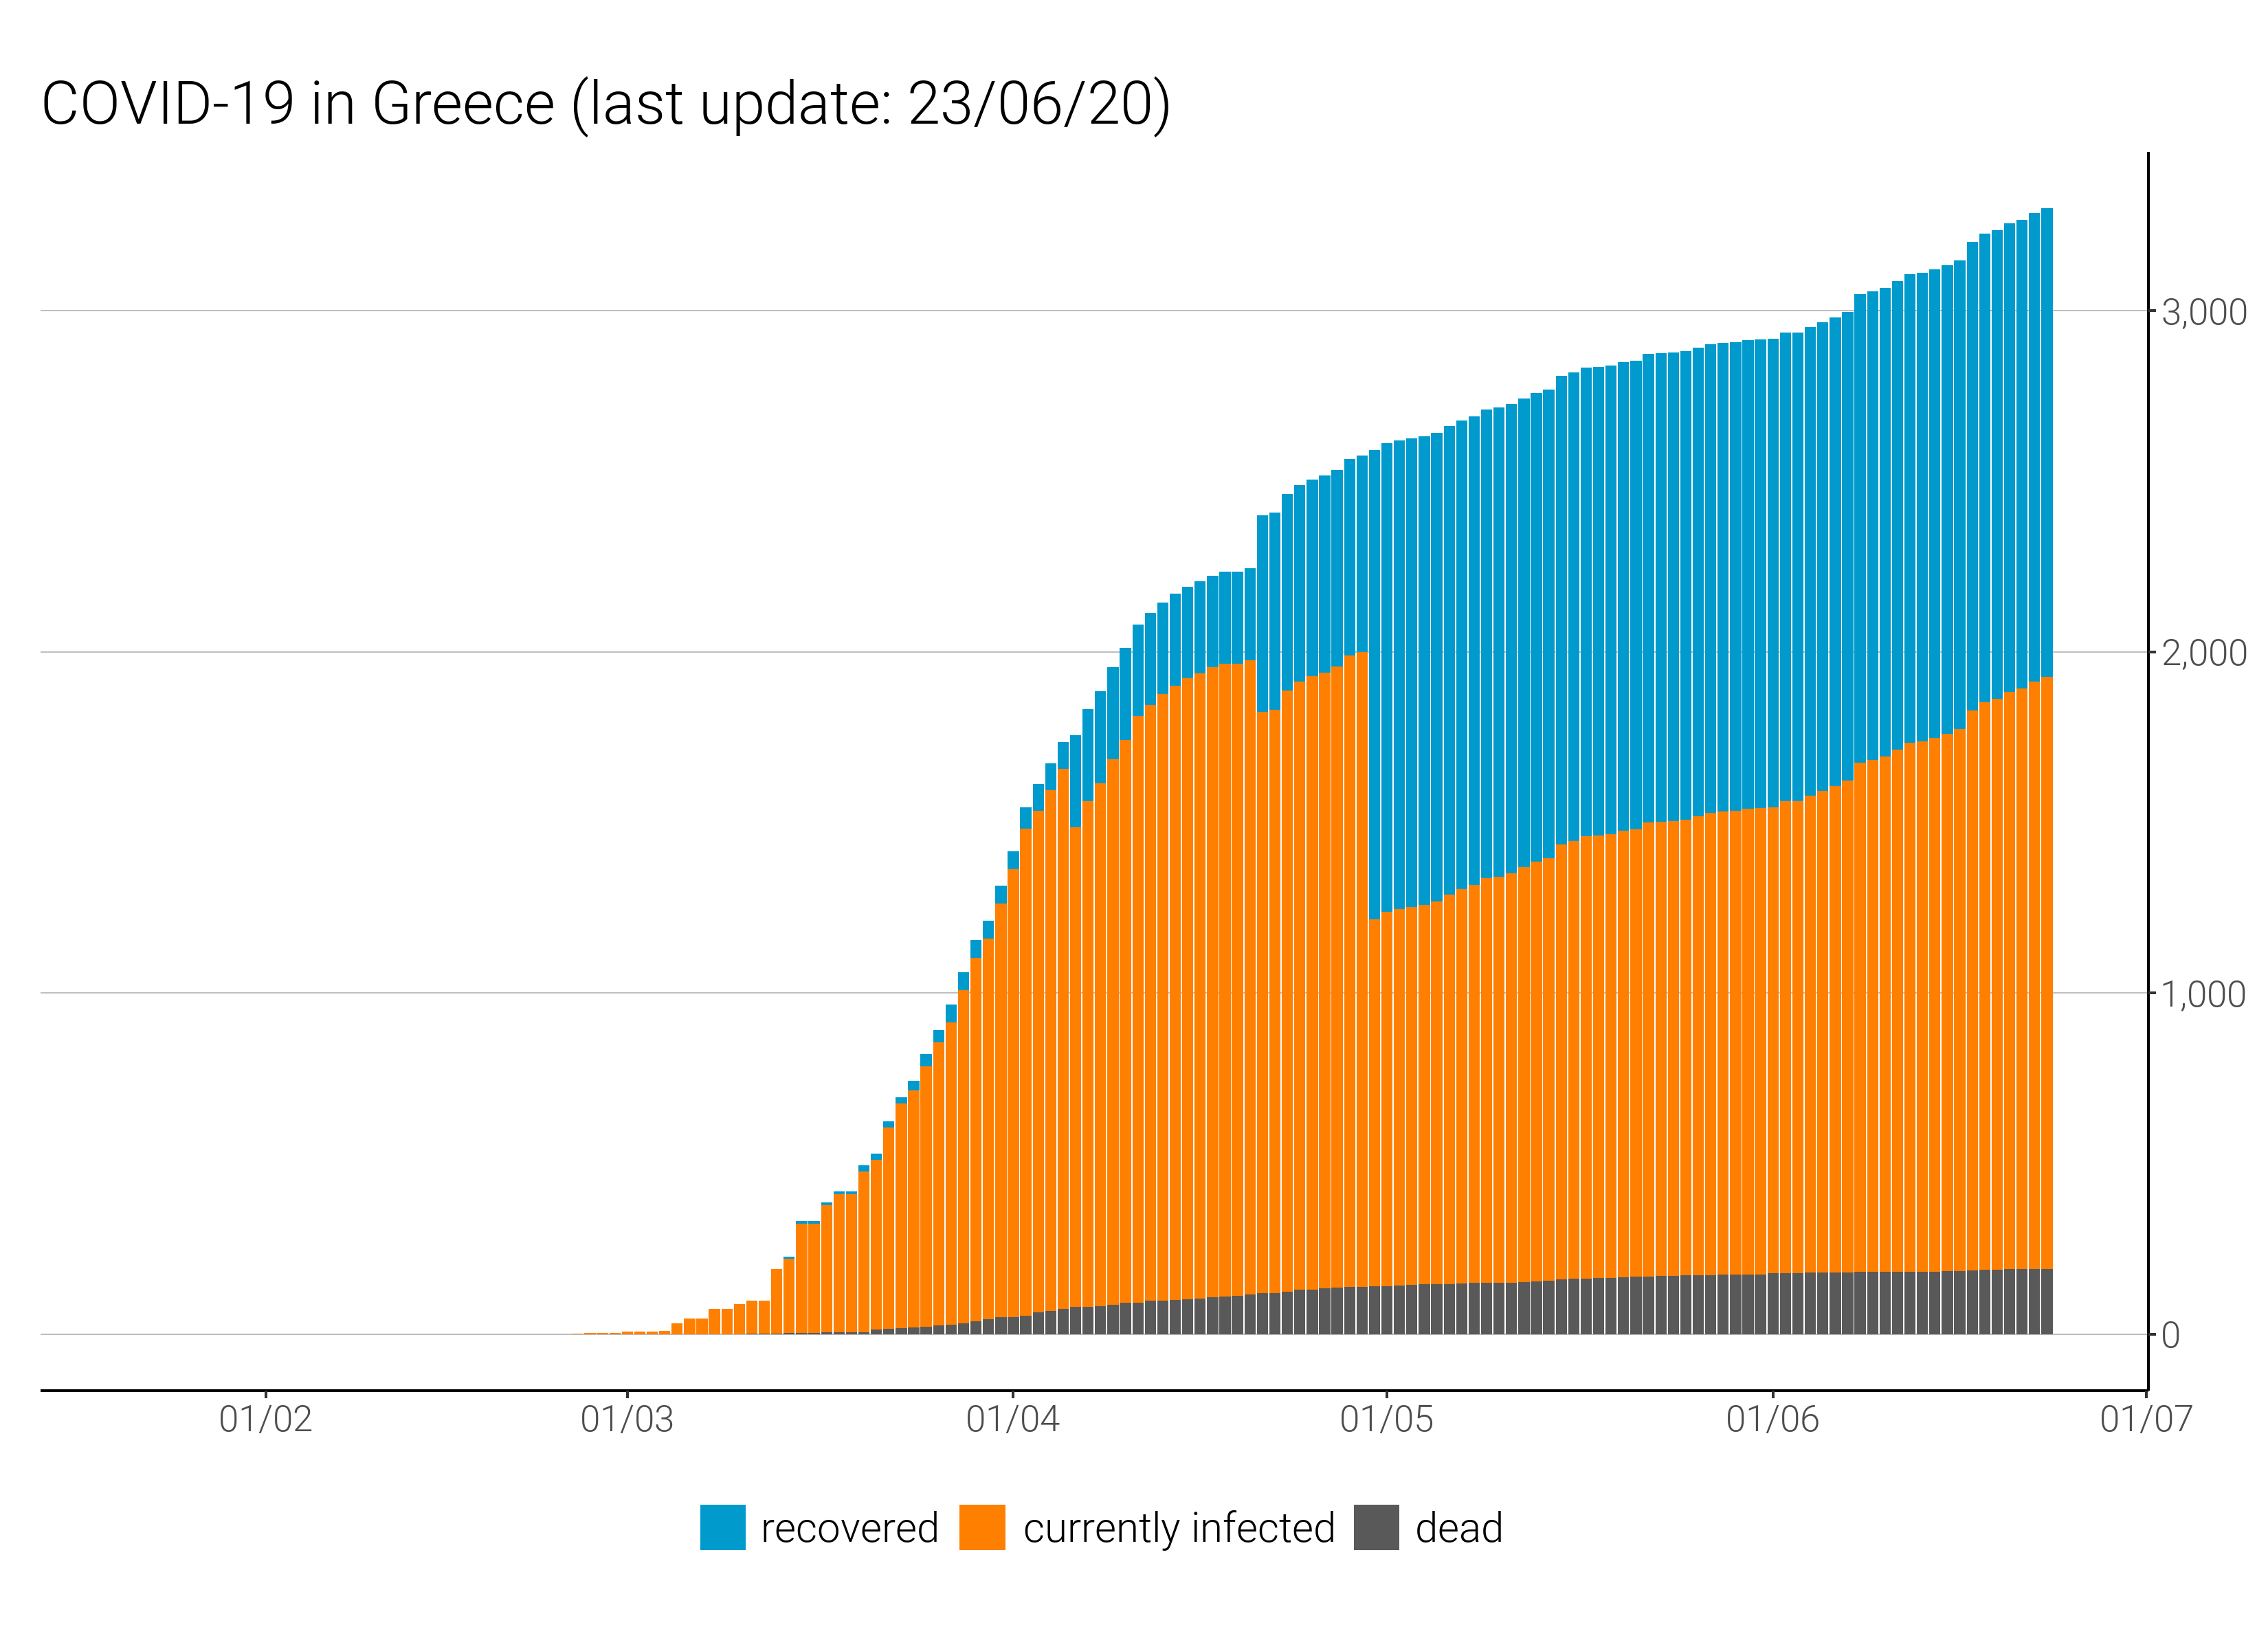 COVID-19 in Greece (last update: 23/06/20)
3,000
2,000
1,000
0
01/02 01/03 01/04 01/05 01/06 01/07
recovered currently infected dead